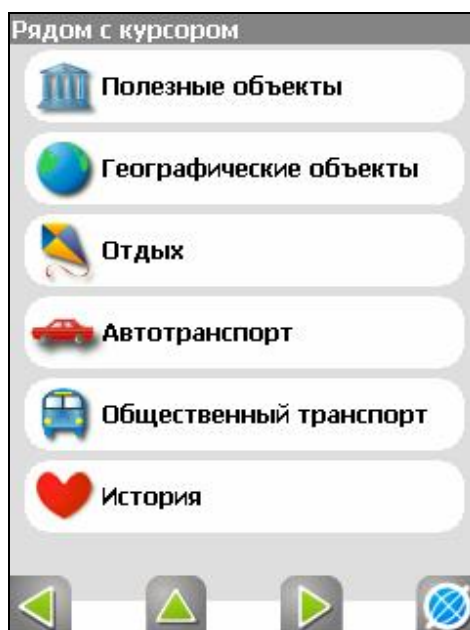 Рядом с курсором
Полезные объекты
Географические объекты
Отдых
Автотранспорт
Общественный транспорт
История